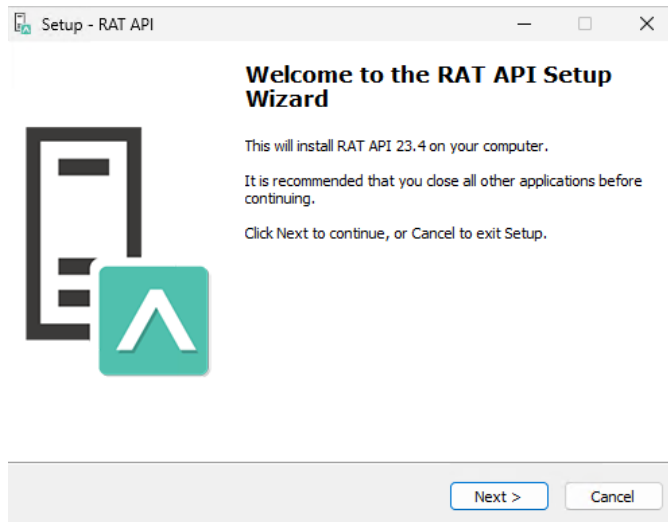 Setup - RAT API
Welcome to the RAT API Setup
Wizard
This will install RAT API 23.4 on your computer.
It is recommended that you close all other applications before
continuing.
Click Next to continue, or Cancel to exit Setup.
Next >
Cancel